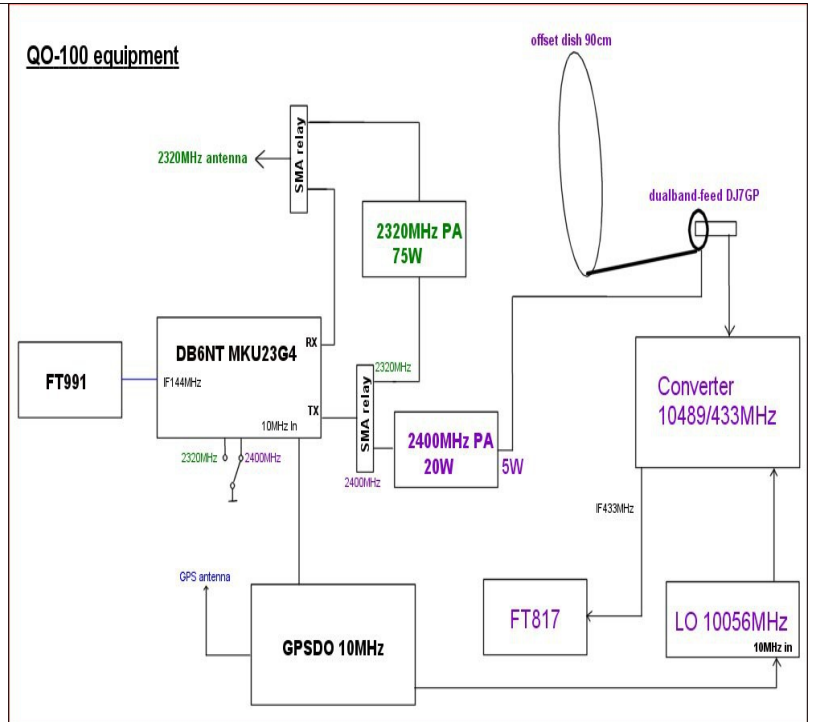 QO-100 equipment
offset dish 90cm
SMA relay
2320MHz antenna
dualband-feed DJ7GP
2320MHz PA
75W
DB6NT MKU23G4
RX
FT991
IF144MHz
TX
10MHz in
2320MHz
SMA relay
2400MHz
2400MHz PA
20W
5W
Converter
10489/433MHz
2320MHz
2400MHz
IF433MHz
GPS antenna
GPSDO 10MHz
FT817
LO 10056MHz
10MHz in